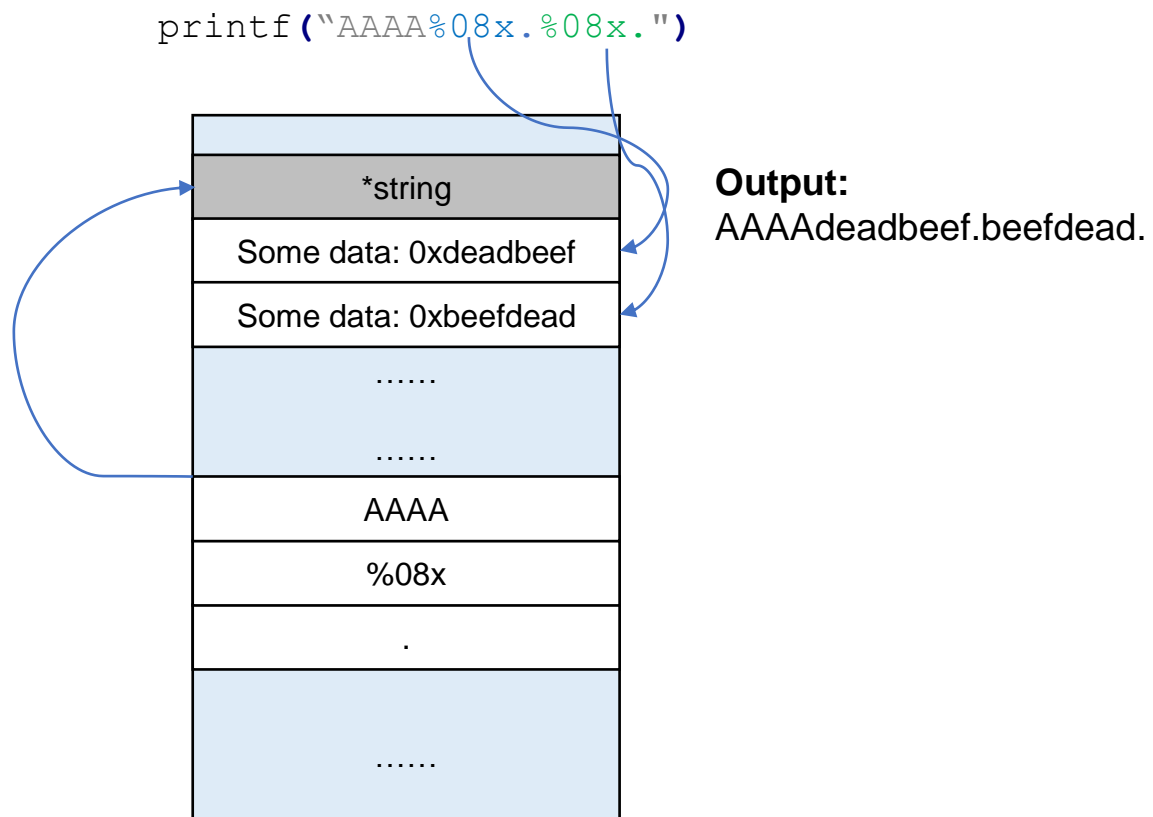 printf(“AAAA%08x.%08x.")
*string
Some data: 0xdeadbeef
Some data: 0xbeefdead
……
……
AAAA
%08x
.
……
Output:
AAAAdeadbeef.beefdead.